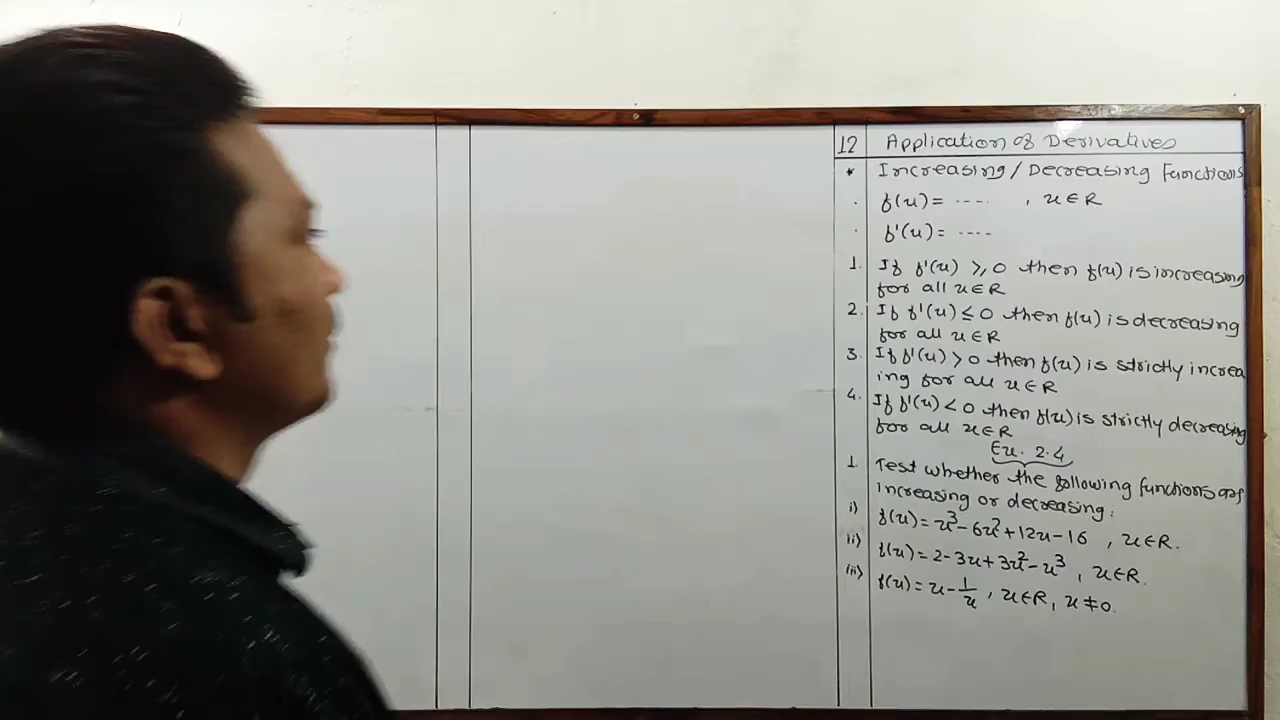 12 Application of Derivatives
* Increasing/Decreasing Functions
. f(x) = ---- , x∈R
. f'(x) = ----
1. If f'(x) ⩾ 0 then f(x) is increasing
for all x∈R
2. If f'(x) ≤ 0 then f(x) is decreasing
for all x∈R
3. If f'(x) > 0 then f(x) is strictly increa
ing for all x∈R
4. If f'(x) < 0 then f(x) is strictly decreasing
for all x∈R
Ex. 2.4
1. Test whether the following functions are
increasing or decreasing:
i) f(x) = x³ - 6x² + 12x - 16 , x∈R.
ii) f(x) = 2 - 3x + 3x² - x³ , x∈R.
iii) f(x) = x - 1/x , x∈R, x ≠ 0.